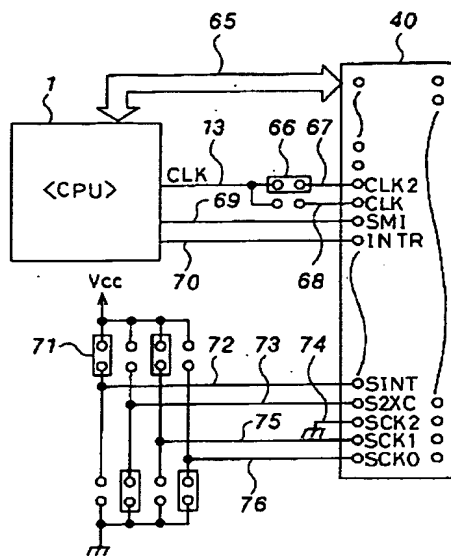 65
40
1
13
66
67
CLK
<CPU>
CLK2
CLK
69
SMI
INTR
70
68
Vcc
71
72
73
74
SINT
S2XC
SCK2
SCK1
75
SCK0
76